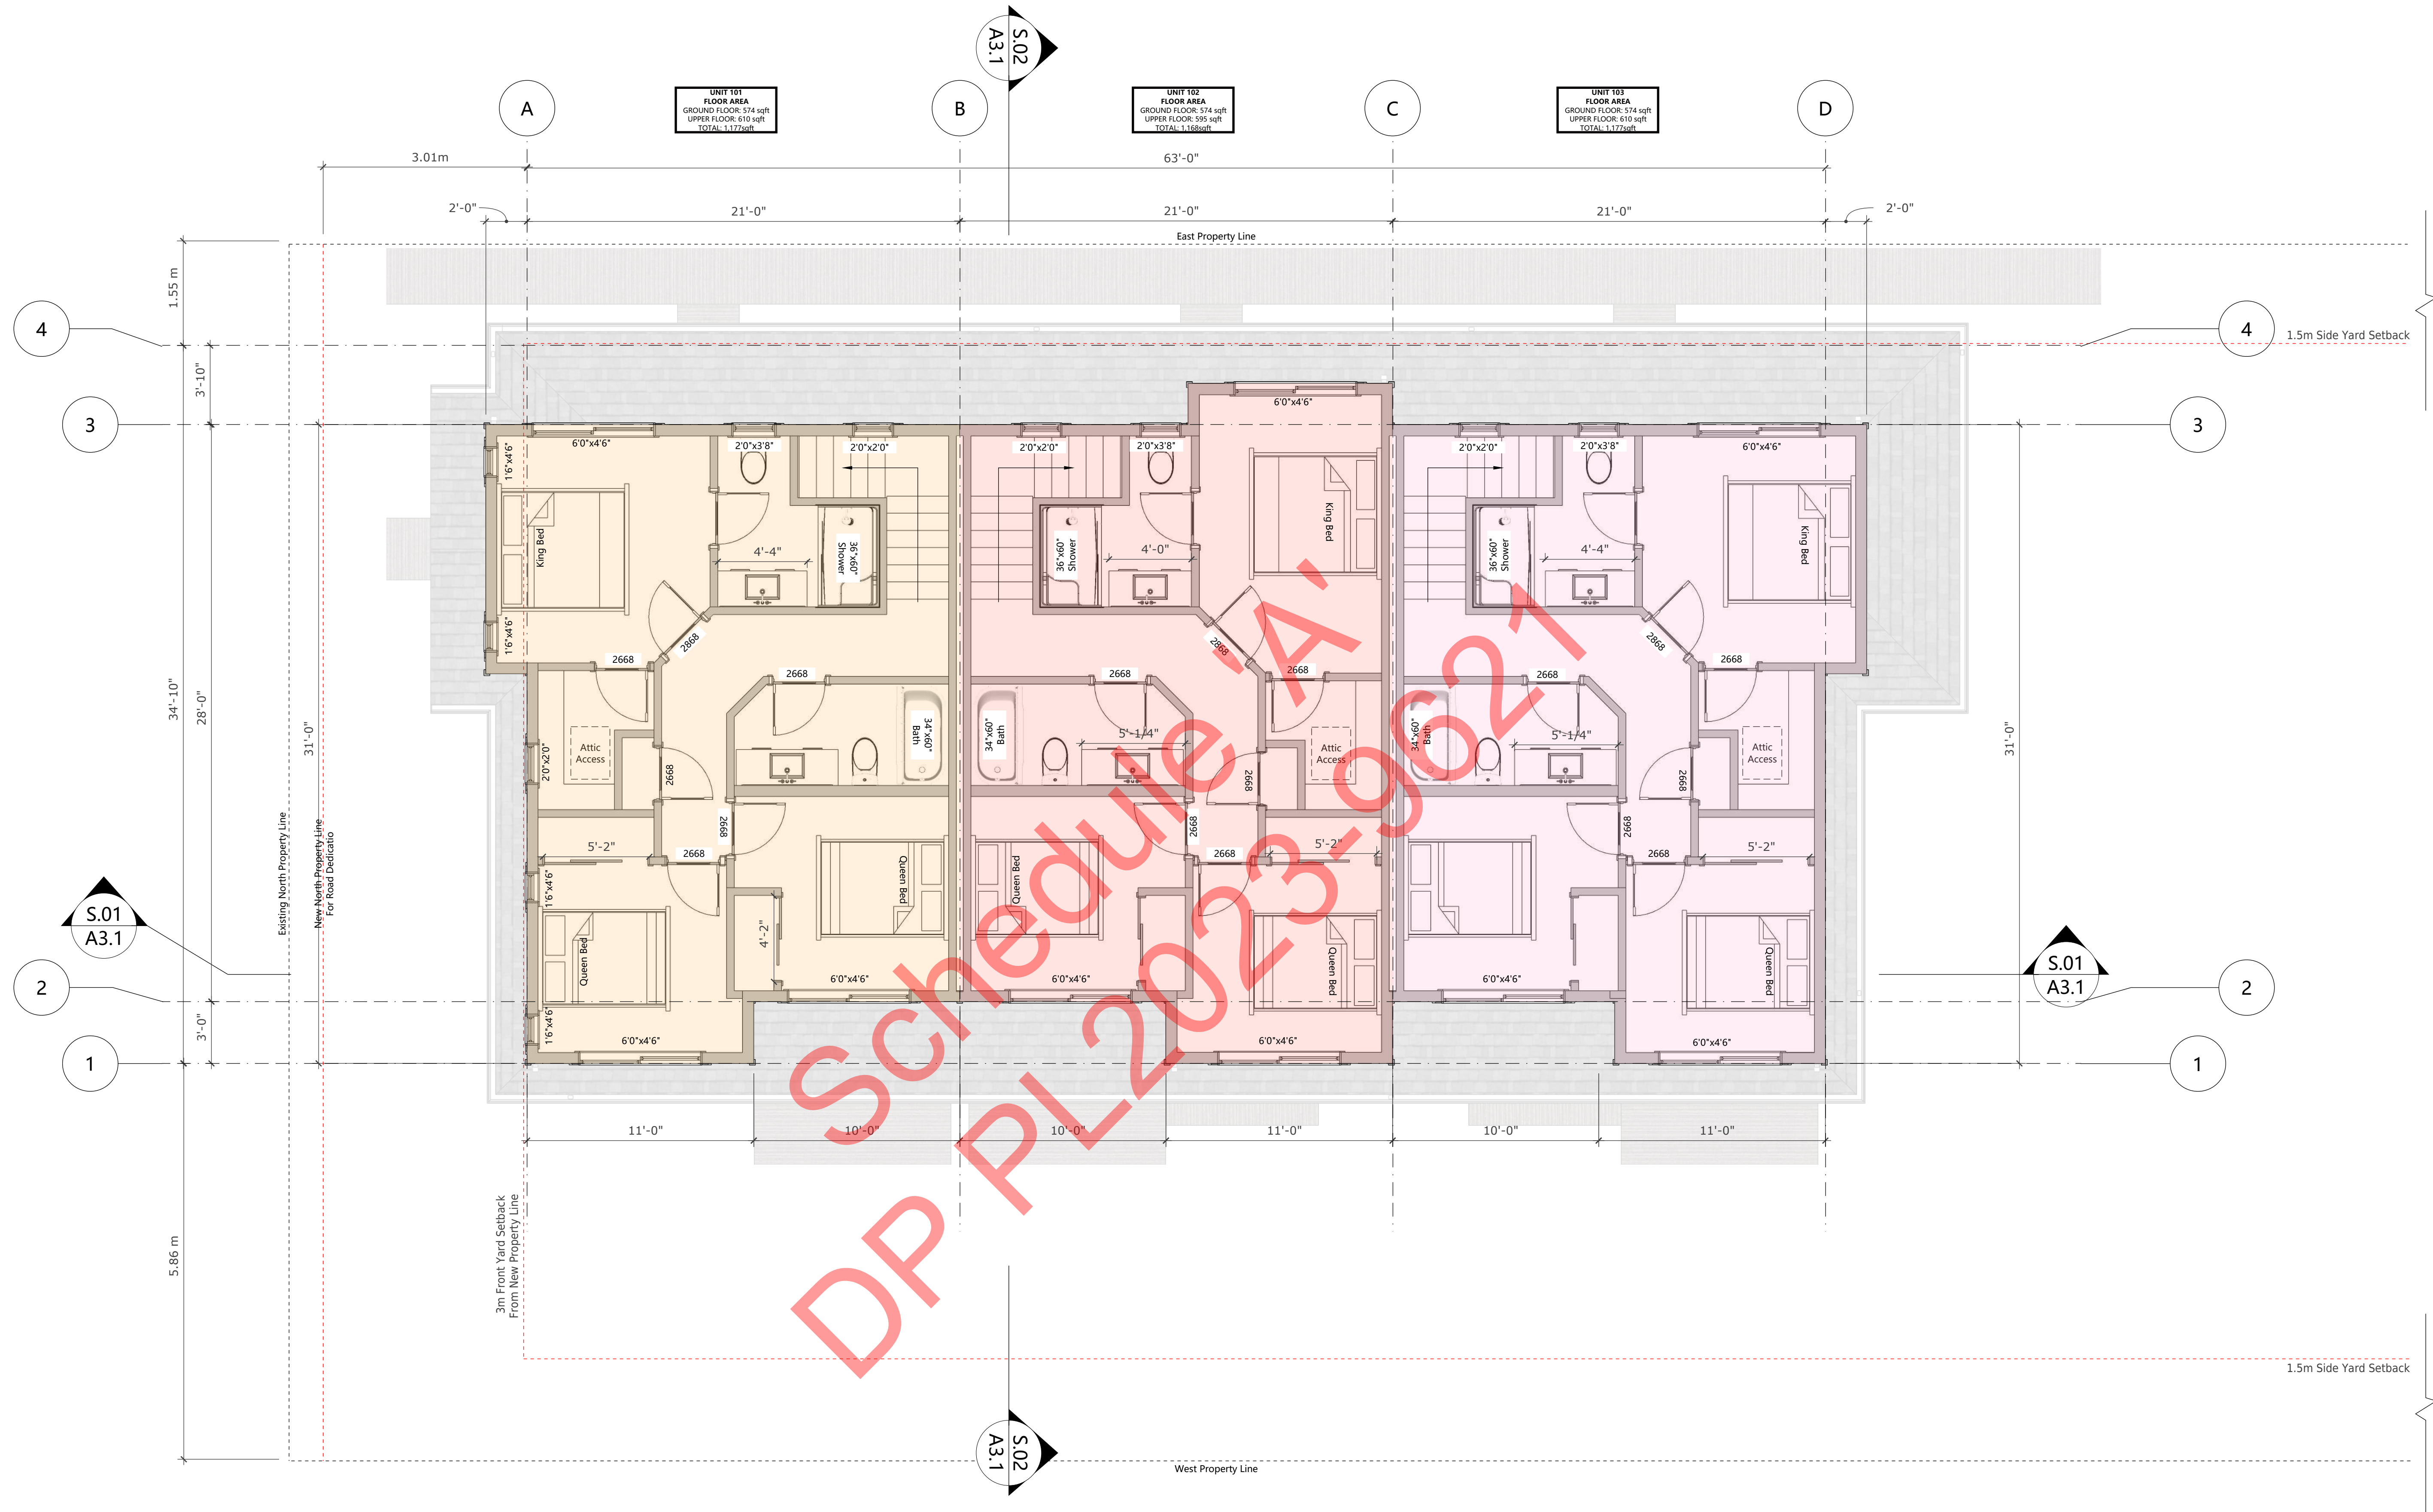 S.02
A3.1
A
UNIT 101
FLOOR AREA
GROUND FLOOR: 574 sqft
UPPER FLOOR: 610 sqft
TOTAL: 1,177sqft
B
UNIT 102
FLOOR AREA
GROUND FLOOR: 574 sqft
UPPER FLOOR: 595 sqft
TOTAL: 1,168sqft
C
UNIT 103
FLOOR AREA
GROUND FLOOR: 574 sqft
UPPER FLOOR: 610 sqft
TOTAL: 1,177sqft
D
3.01m
63'-0"
2'-0"
21'-0"
21'-0"
21'-0"
2'-0"
East Property Line
1.55 m
4
4
1.5m Side Yard Setback
3'-10"
3
3
6'0"x4'6"
1'6"x4'6"
6'0"x4'6"
2'0"x3'8"
2'0"x2'0"
2'0"x2'0"
2'0"x3'8"
2'0"x2'0"
2'0"x3'8"
6'0"x4'6"
King Bed
4'-4"
36"x60"
Shower
36"x60"
Shower
4'-0"
King Bed
36"x60"
Shower
4'-4"
King Bed
1'6"x4'6"
2868
2868
2868
2668
2668
2668
2668
2668
2668
2668
34'-10"
28'-0"
31'-0"
31'-0"
2'0"x2'0"
Attic
Access
2668
34"x60"
Bath
34"x60"
Bath
5'-1/4"
2668
Attic
Access
34"x60"
Bath
5'-1/4"
2668
Attic
Access
2668
2668
2668
5'-2"
2668
2668
5'-2"
2668
5'-2"
Existing North Property Line
New North Property Line
For Road Dedicatio
S.01
A3.1
1'6"x4'6"
Queen Bed
Queen Bed
4'-2"
Queen Bed
Queen Bed
Queen Bed
S.01
A3.1
2
2
6'0"x4'6"
6'0"x4'6"
6'0"x4'6"
3'-0"
1'6"x4'6"
6'0"x4'6"
6'0"x4'6"
6'0"x4'6"
1
1
11'-0"
10'-0"
10'-0"
11'-0"
10'-0"
11'-0"
5.86 m
3m Front Yard Setback
From New Property Line
1.5m Side Yard Setback
S.02
A3.1
West Property Line
Schedule 'A'
DP PL2023-9621